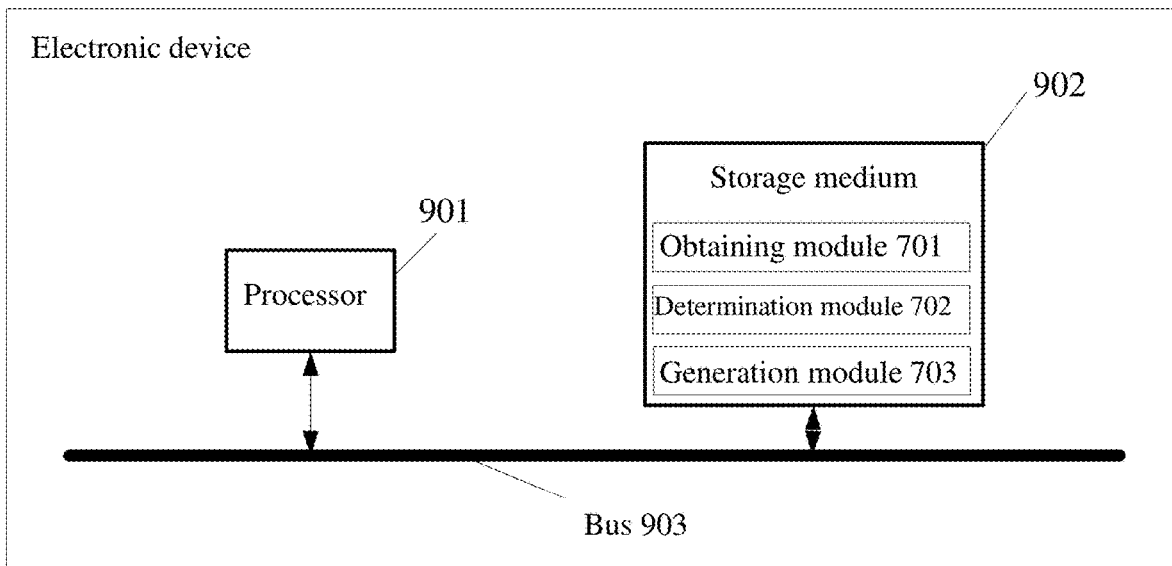 Electronic device
902
Storage medium
901
Obtaining module 701
Processor
Determination module 702
Generation module 703
Bus 903